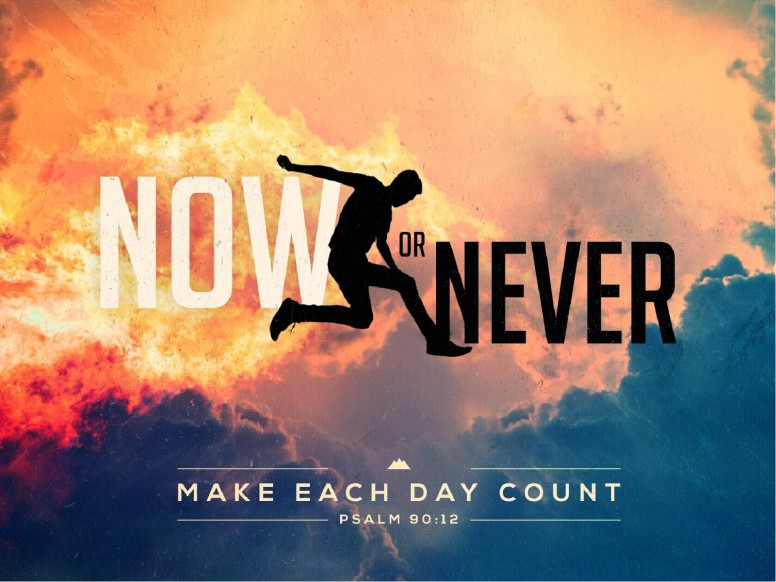 NOW
OR
NEVER
MAKE EACH DAY COUNT
PSALM 90:12